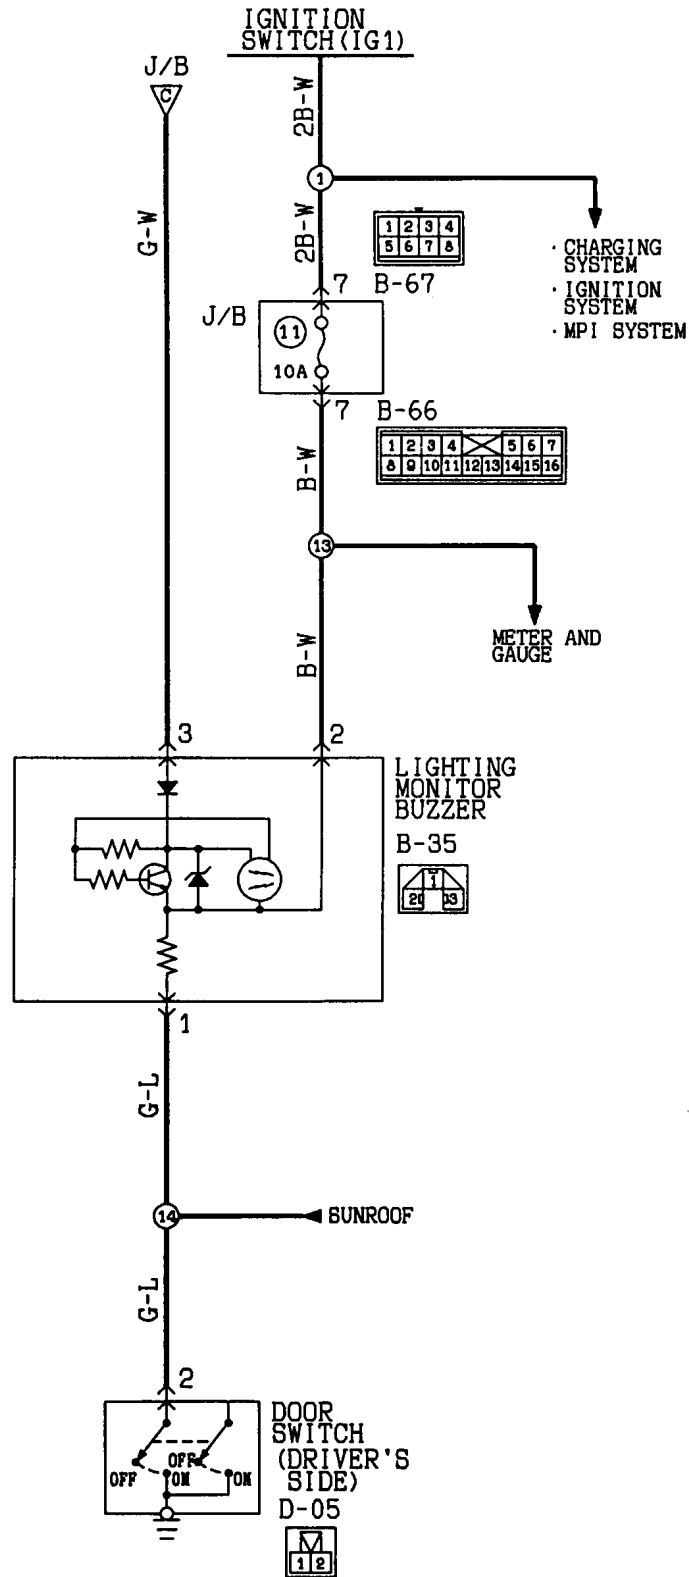 IGNITION
SWITCH(IG1)
J/B
C
2B-W
1
G-W
2B-W
1 2 3 4
5 6 7 8
· CHARGING
SYSTEM
· IGNITION
SYSTEM
· MPI SYSTEM
7
B-67
J/B
11
10A
7
B-66
1 2 3 4 5 6 7
8 9 10 11 12 13 14 15 16
B-W
13
METER AND
GAUGE
B-W
3
2
LIGHTING
MONITOR
BUZZER
B-35
1
2 3
1
G-L
14
SUNROOF
G-L
2
DOOR
SWITCH
(DRIVER'S
SIDE)
OFF
OFF
ON
ON
D-05
1 2